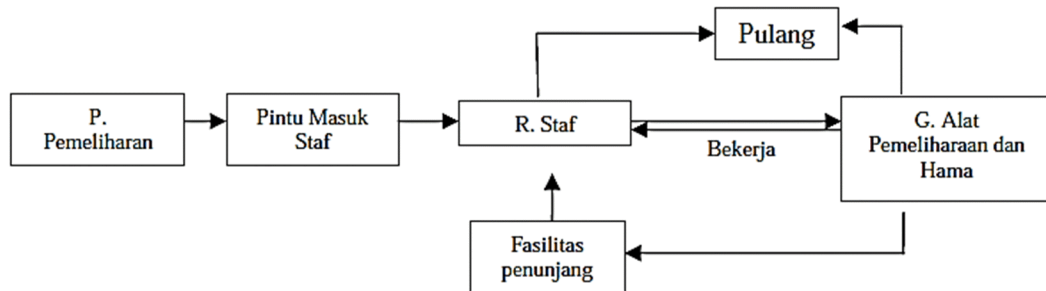 Pulang
P.
Pemeliharan
Pintu Masuk
Staf
R. Staf
Bekerja
G. Alat
Pemeliharaan dan
Hama
Fasilitas
penunjang